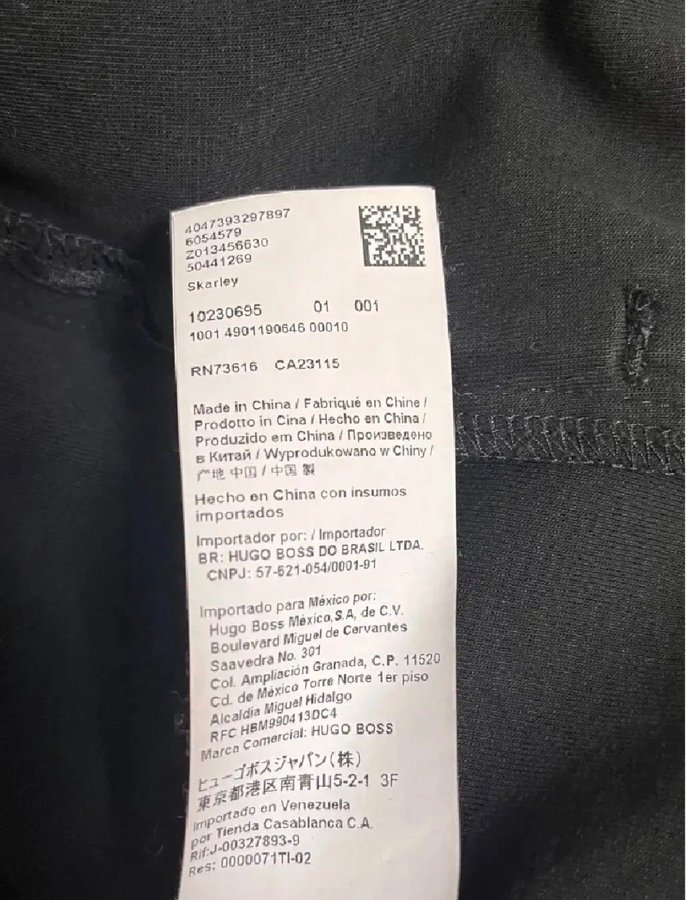 4047393297897
6054579
Z013456630
50441269
Skarley
10230695 01 001
1001 4901190646 00010
RN73616 CA23115
Made in China / Fabriqué en Chine /
Prodotto in Cina / Hecho en China /
Produzido em China / Произведено
в Китай / Wyprodukowano w Chiny /
产地 中国 / 中国 製
Hecho en China con insumos
importados
Importador por: / Importador
BR: HUGO BOSS DO BRASIL LTDA.
CNPJ: 57-621-054/0001-91
Importado para México por:
Hugo Boss México,S.A, de C.V.
Boulevard Miguel de Cervantes
Saavedra No. 301
Col. Ampliación Granada, C.P. 11520
Cd. de México Torre Norte 1er piso
Alcaldía Miguel Hidalgo
RFC HBM990413DC4
Marca Comercial: HUGO BOSS
ヒューゴボスジャパン(株)
東京都港区南青山5-2-1 3F
Importado en Venezuela
por Tienda Casablanca C.A.
Rif:J-00327893-9
Res: 0000071TI-02